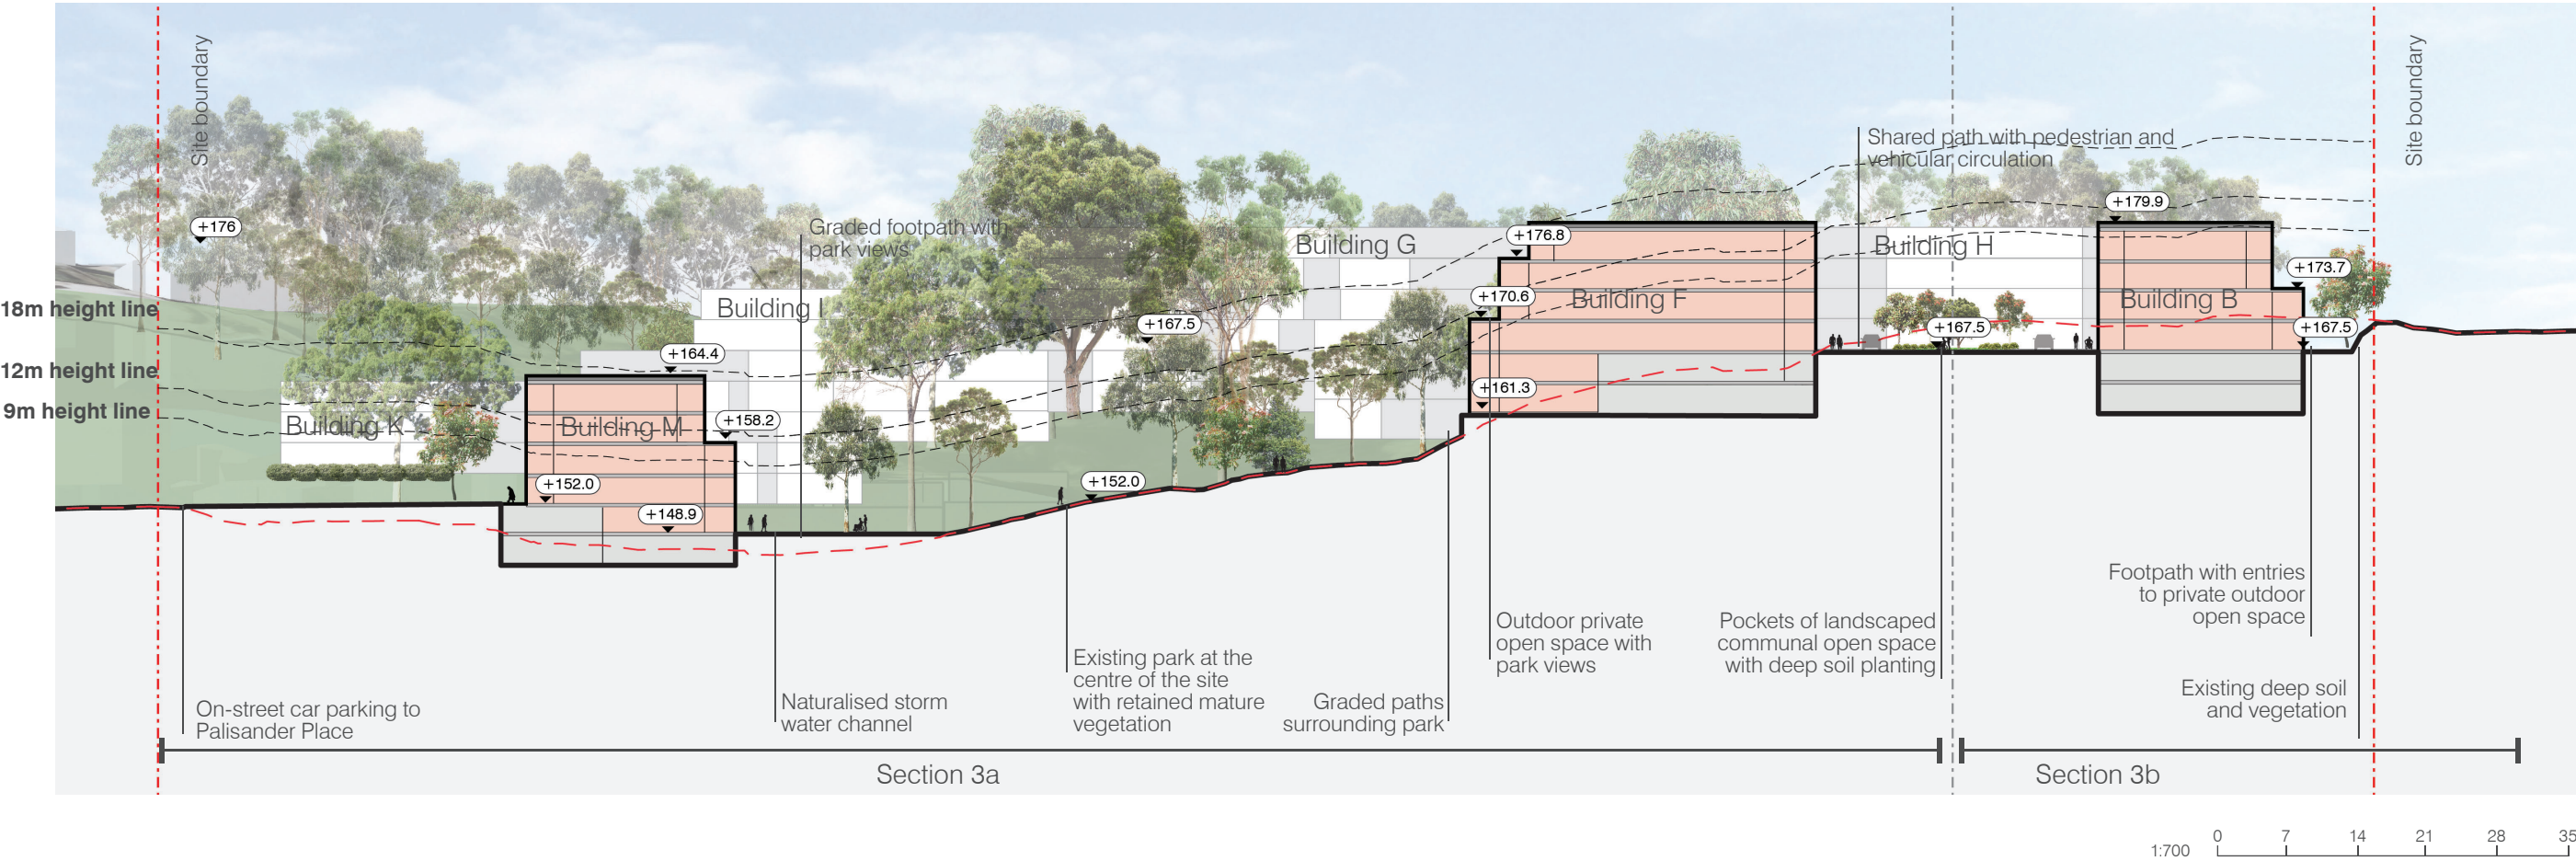 Site boundary
Site boundary
Shared path with pedestrian and
vehicular circulation
+179.9
+176
Graded footpath with
park views
Building G
+176.8
Building H
+173.7
18m height line
Building I
+170.6
Building F
Building B
+167.5
+167.5
+167.5
+164.4
12m height line
+161.3
9m height line
Building K
Building M
+158.2
+152.0
+152.0
+148.9
Footpath with entries
to private outdoor
open space
Outdoor private
open space with
park views
Pockets of landscaped
communal open space
with deep soil planting
Existing park at the
centre of the site
with retained mature
vegetation
Existing deep soil
and vegetation
On-street car parking to
Palisander Place
Naturalised storm
water channel
Graded paths
surrounding park
Section 3a
Section 3b
1:700
0 7 14 21 28 35